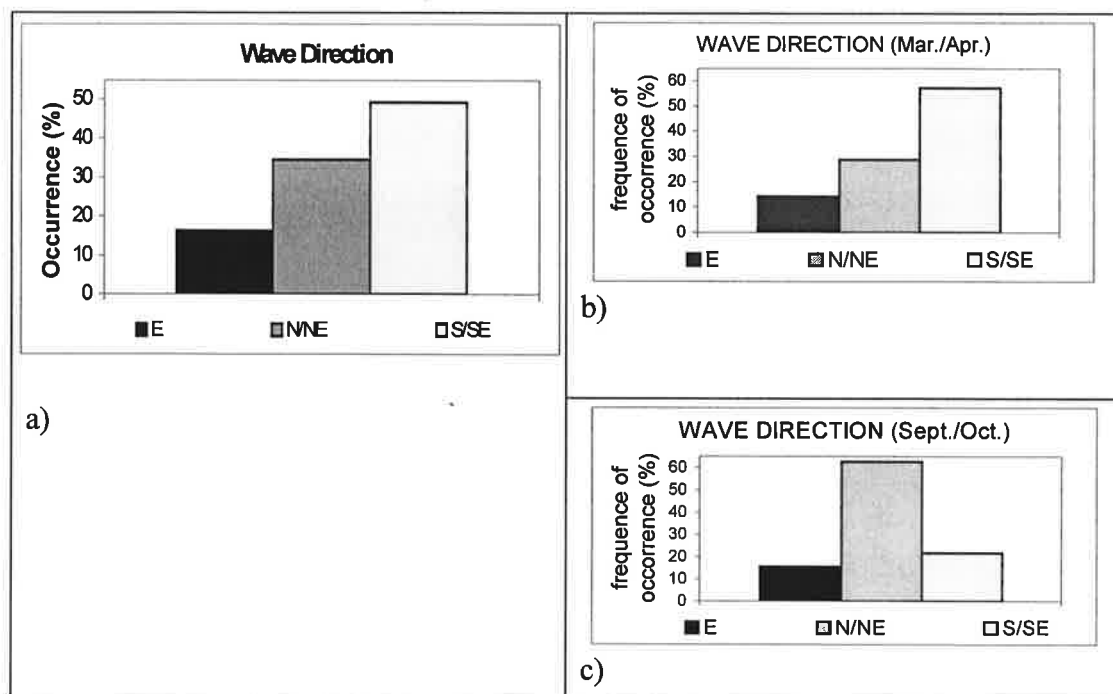 Wave Direction
Occurrence (%)
50
40
30
20
10
0
E N/NE S/SE
a)
WAVE DIRECTION (Mar./Apr.)
frequence of
occorrence (%)
60
50
40
30
20
10
0
E N/NE S/SE
b)
WAVE DIRECTION (Sept./Oct.)
frequence of
occorrence (%)
60
50
40
30
20
10
0
E N/NE S/SE
c)